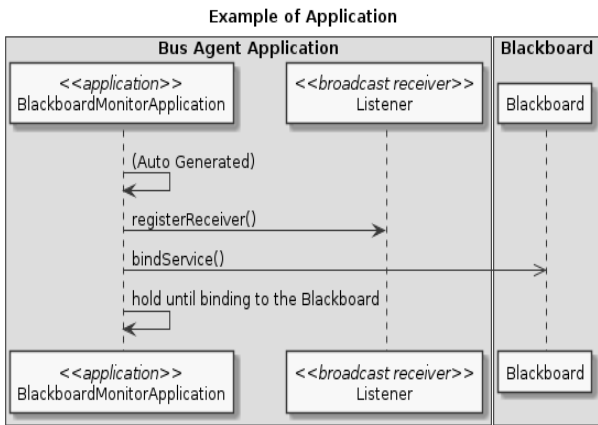 Example of Application
Bus Agent Application
Blackboard
<<application>>
BlackboardMonitorApplication
<<broadcast receiver>>
Listener
Blackboard
(Auto Generated)
registerReceiver()
bindService()
hold until binding to the Blackboard
<<application>>
BlackboardMonitorApplication
<<broadcast receiver>>
Listener
Blackboard